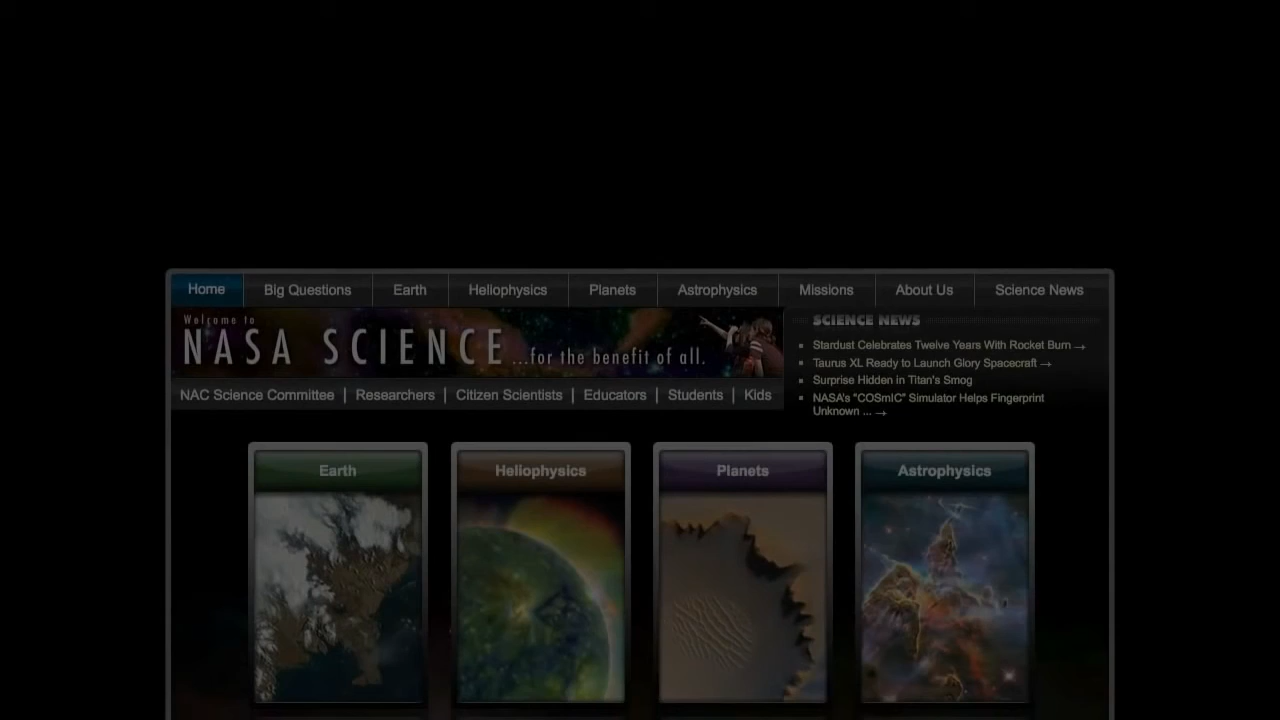 Home Big Questions Earth Heliophysics Planets Astrophysics Missions About Us Science News
Welcome to
NASA SCIENCE ...for the benefit of all.
NAC Science Committee | Researchers | Citizen Scientists | Educators | Students | Kids
SCIENCE NEWS
Stardust Celebrates Twelve Years With Rocket Burn →
Taurus XL Ready to Launch Glory Spacecraft →
Surprise Hidden in Titan's Smog
NASA's "COSmIC" Simulator Helps Fingerprint
Unknown ... →
Earth Heliophysics Planets Astrophysics